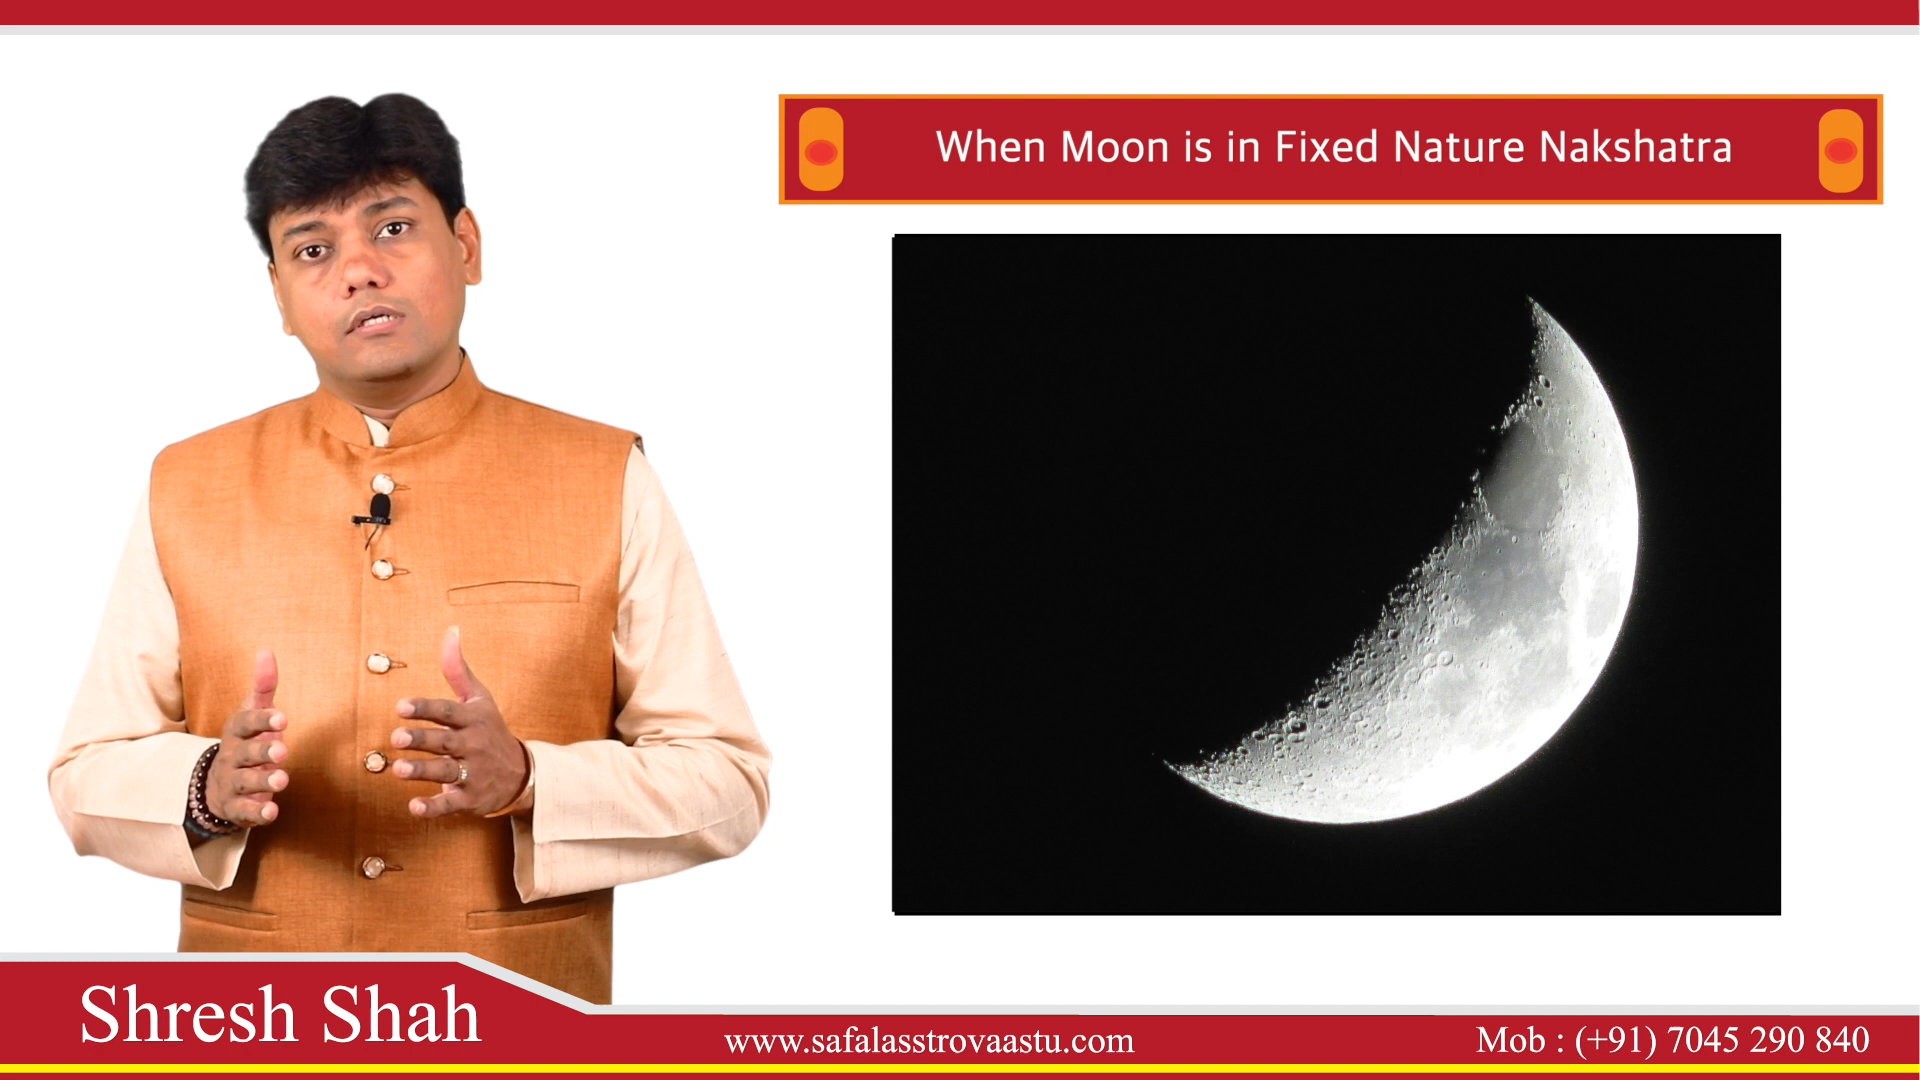 When Moon is in Fixed Nature Nakshatra
Shresh Shah
www.safalasstrovaastu.com
Mob : (+91) 7045 290 840